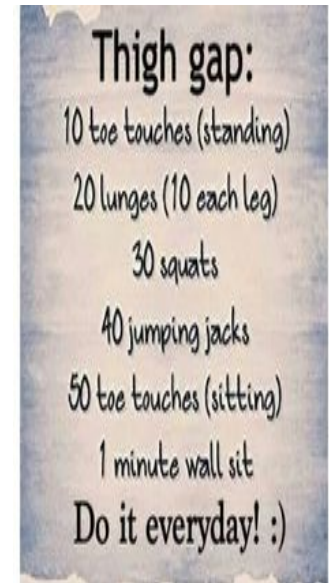 Thigh gap:
10 toe touches (standing)
20 lunges (10 each leg)
30 squats
40 jumping jacks
50 toe touches (sitting)
1 minute wall sit
Do it everyday! :)